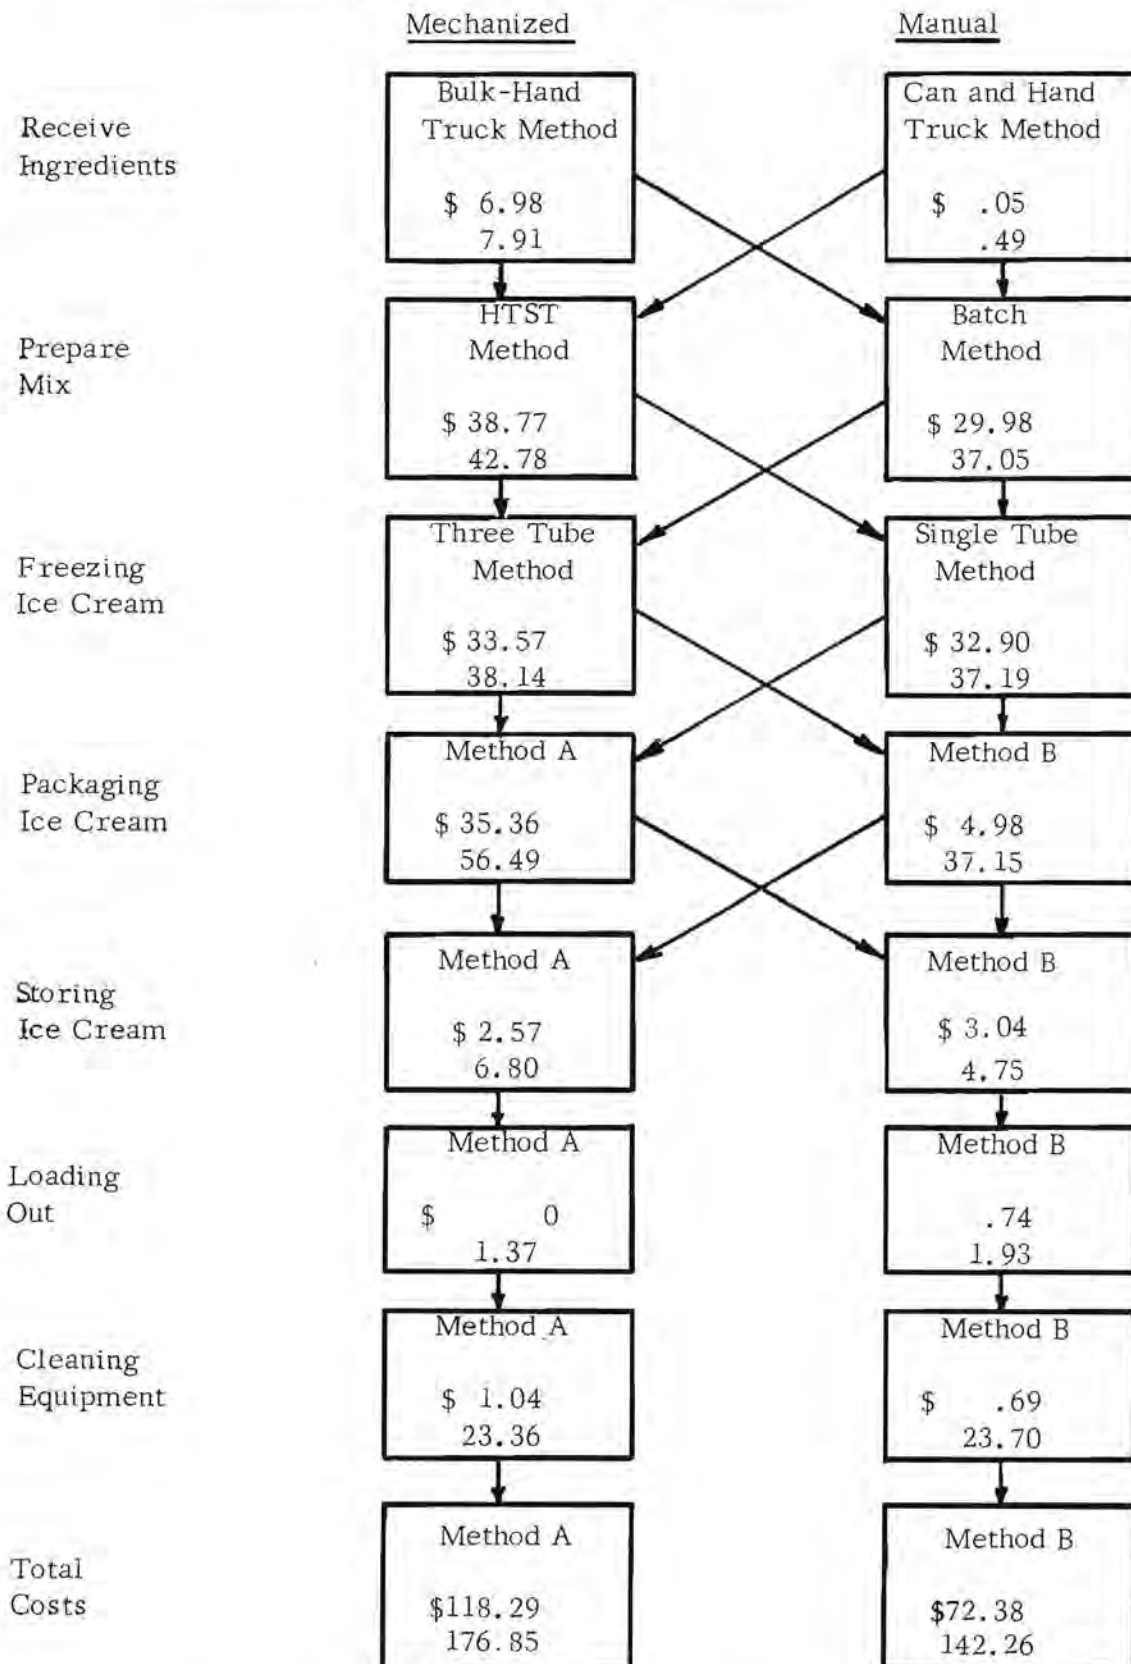 Mechanized
Manual
Receive
Ingredients
Bulk-Hand
Truck Method
$ 6.98
7.91
Can and Hand
Truck Method
$ .05
.49
Prepare
Mix
HTST
Method
$ 38.77
42.78
Batch
Method
$ 29.98
37.05
Freezing
Ice Cream
Three Tube
Method
$ 33.57
38.14
Single Tube
Method
$ 32.90
37.19
Packaging
Ice Cream
Method A
$ 35.36
56.49
Method B
$ 4.98
37.15
Storing
Ice Cream
Method A
$ 2.57
6.80
Method B
$ 3.04
4.75
Loading
Out
Method A
$ 0
1.37
Method B
.74
1.93
Cleaning
Equipment
Method A
$ 1.04
23.36
Method B
$ .69
23.70
Total
Costs
Method A
$118.29
176.85
Method B
$72.38
142.26